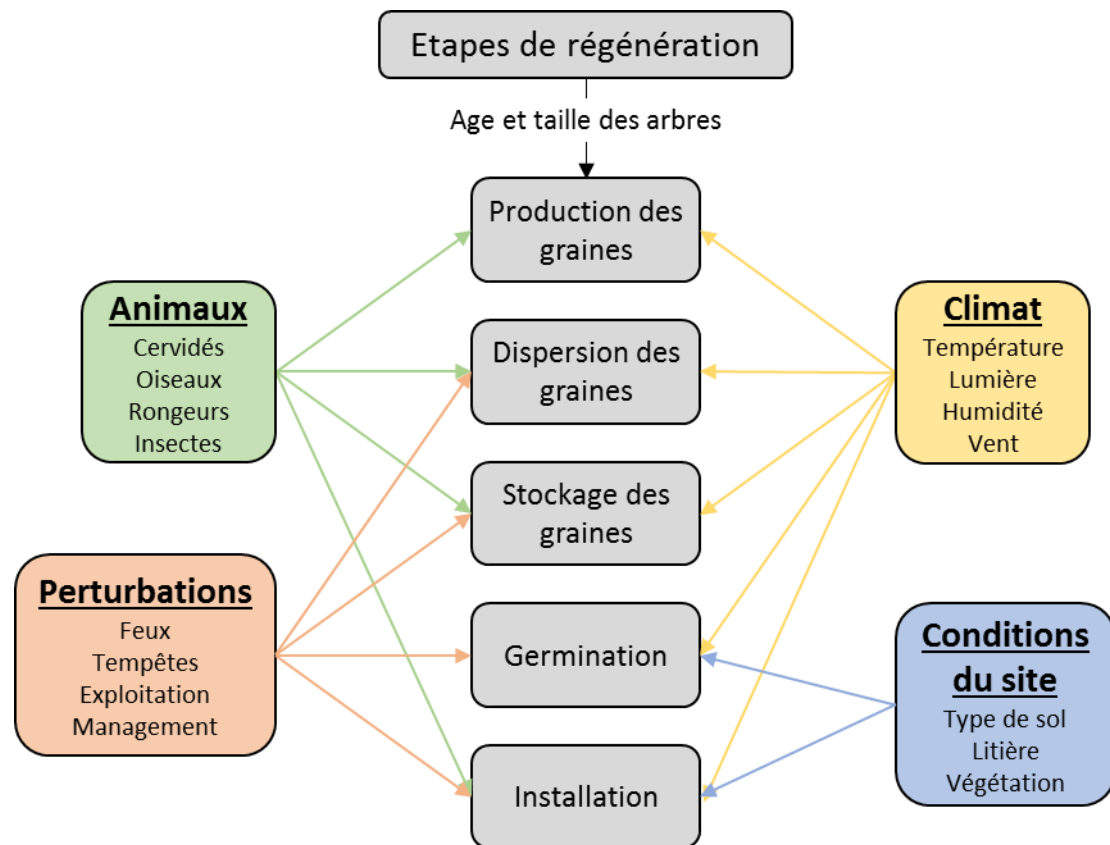 Etapes de régénération
Age et taille des arbres
Production des
graines
Animaux
Cervidés
Oiseaux
Rongeurs
Insectes
Dispersion des
graines
Climat
Température
Lumière
Humidité
Vent
Stockage des
graines
Perturbations
Feux
Tempêtes
Exploitation
Management
Germination
Conditions
du site
Type de sol
Litière
Végétation
Installation